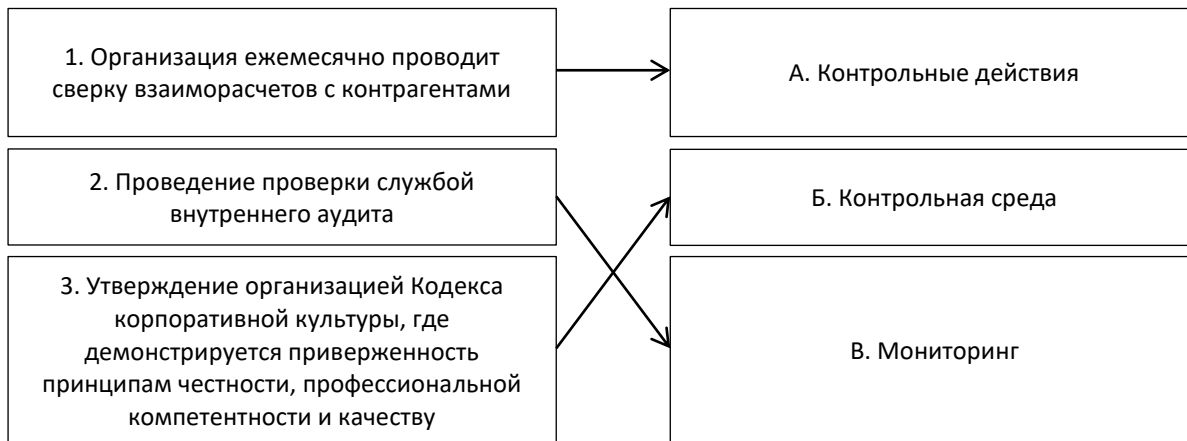 1. Организация ежемесячно проводит
сверку взаиморасчетов с контрагентами
А. Контрольные действия
2. Проведение проверки службой
внутреннего аудита
Б. Контрольная среда
3. Утверждение организацией Кодекса
корпоративной культуры, где
демонстрируется приверженность
принципам честности, профессиональной
компетентности и качеству
В. Мониторинг